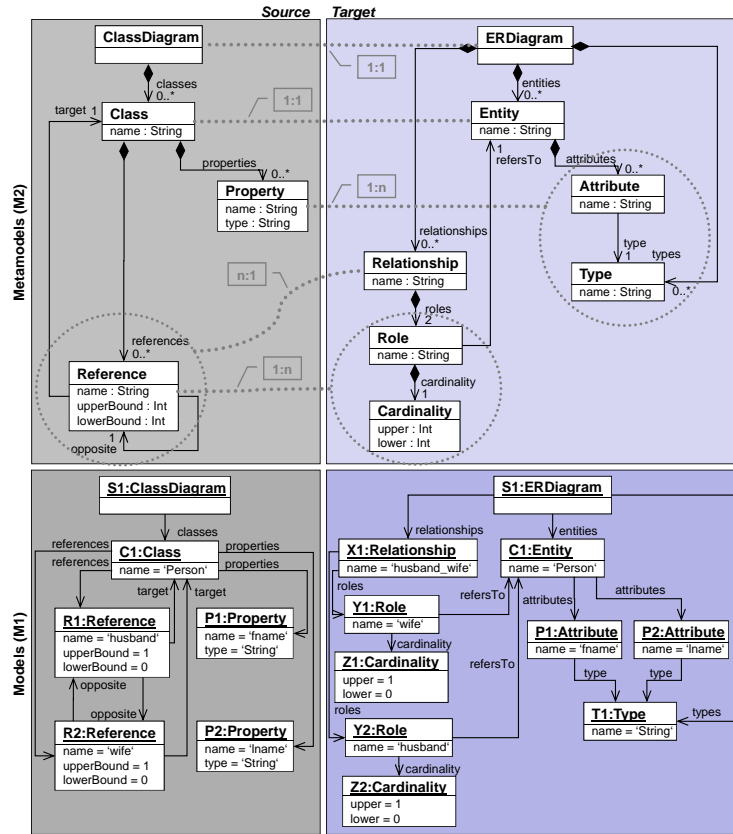 Source Target
Metamodels (M2)
ClassDiagram
classes
0..*
target 1
Class
name : String
properties
0..*
Property
name : String
type : String
references
0..*
Reference
name : String
upperBound : Int
lowerBound : Int
1
opposite
1:1
1:1
1:n
n:1
1:n
ERDiagram
entities
0..*
Entity
name : String
1
refersTo
attributes
0..*
Attribute
name : String
type
1
types
0..*
Type
name : String
relationships
0..*
Relationship
name : String
roles
2
Role
name : String
cardinality
1
Cardinality
upper : Int
lower : Int
Models (M1)
S1:ClassDiagram
classes
references
references
C1:Class
name = ‘Person‘
properties
properties
target
target
R1:Reference
name = ‘husband‘
upperBound = 1
lowerBound = 0
P1:Property
name = ‘fname‘
type = ‘String‘
opposite
opposite
R2:Reference
name = ‘wife‘
upperBound = 1
lowerBound = 0
P2:Property
name = ‘lname‘
type = ‘String‘
S1:ERDiagram
relationships
entities
X1:Relationship
name = ‘husband_wife‘
C1:Entity
name = ‘Person‘
roles
refersTo
attributes
attributes
Y1:Role
name = ‘wife‘
cardinality
P1:Attribute
name = ‘fname‘
P2:Attribute
name = ‘lname‘
Z1:Cardinality
upper = 1
lower = 0
refersTo
type
type
roles
T1:Type
name = ‘String‘
types
Y2:Role
name = ‘husband‘
cardinality
Z2:Cardinality
upper = 1
lower = 0